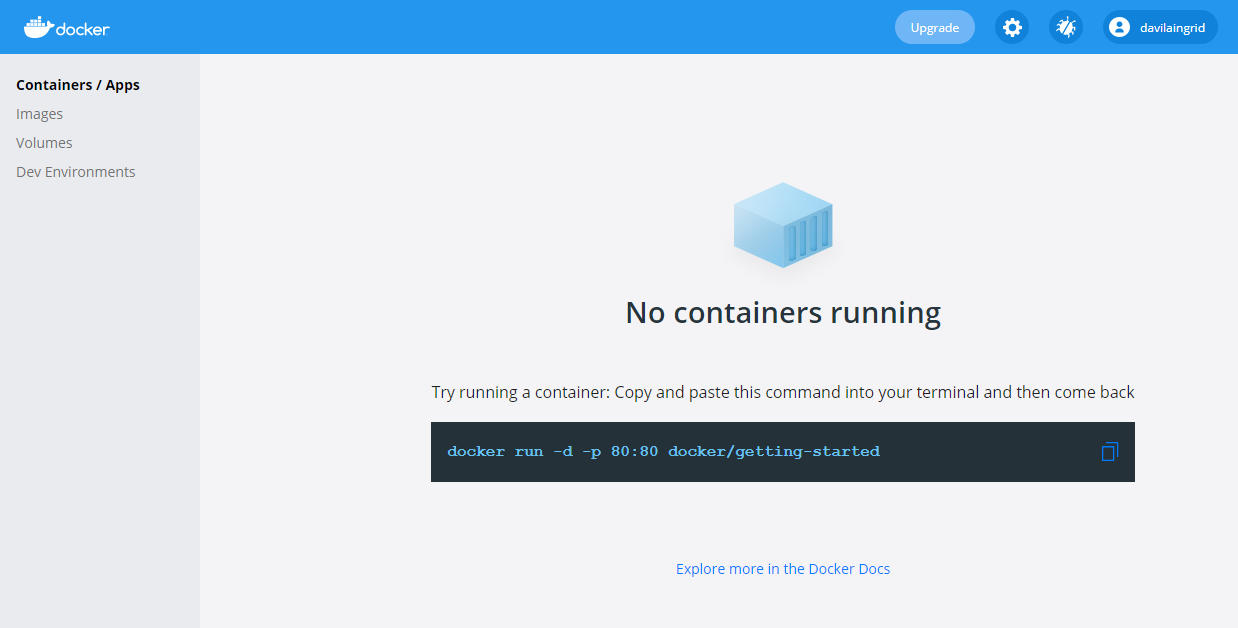 docker
Upgrade
davilaingrid
Containers / Apps
Images
Volumes
Dev Environments
No containers running
Try running a container: Copy and paste this command into your terminal and then come back
docker run -d -p 80:80 docker/getting-started
Explore more in the Docker Docs